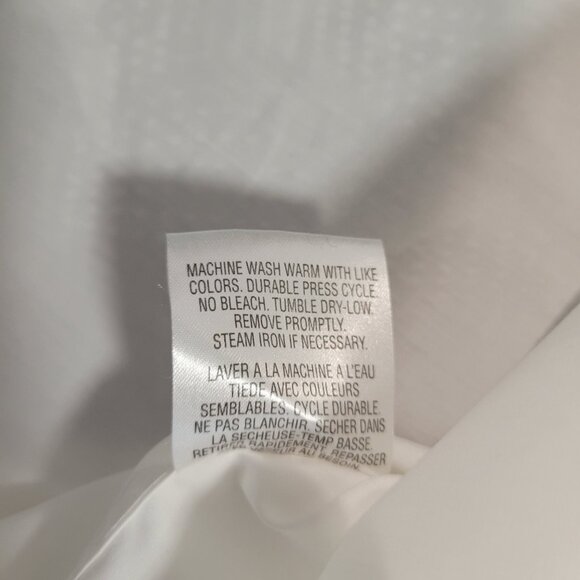 MACHINE WASH WARM WITH LIKE
COLORS. DURABLE PRESS CYCLE.
NO BLEACH. TUMBLE DRY-LOW.
REMOVE PROMPTLY.
STEAM IRON IF NECESSARY.
LAVER A LA MACHINE A L'EAU
TIEDE AVEC COULEURS
SEMBLABLES. CYCLE DURABLE.
NE PAS BLANCHIR. SECHER DANS
LA SECHEUSE-TEMP BASSE.
RETIRER RAPIDEMENT. REPASSER
AU BESOIN.